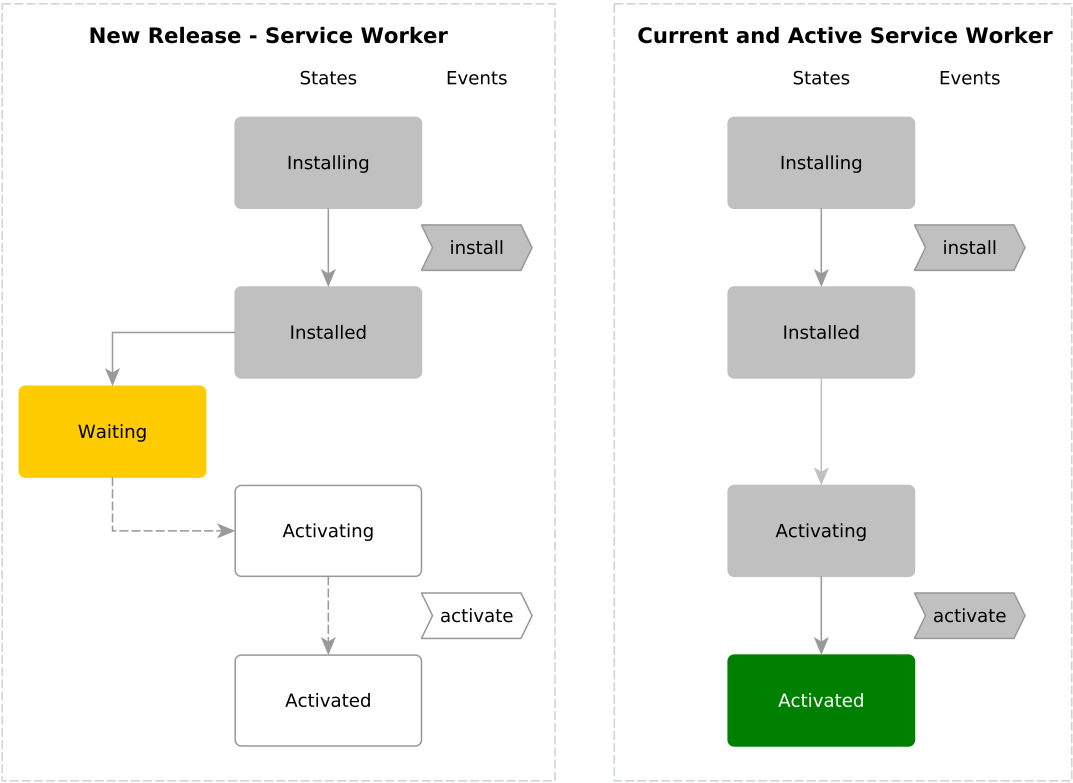 New Release - Service Worker
States
Events
Installing
install
Installed
Waiting
Activating
activate
Activated
Current and Active Service Worker
States
Events
Installing
install
Installed
Activating
activate
Activated